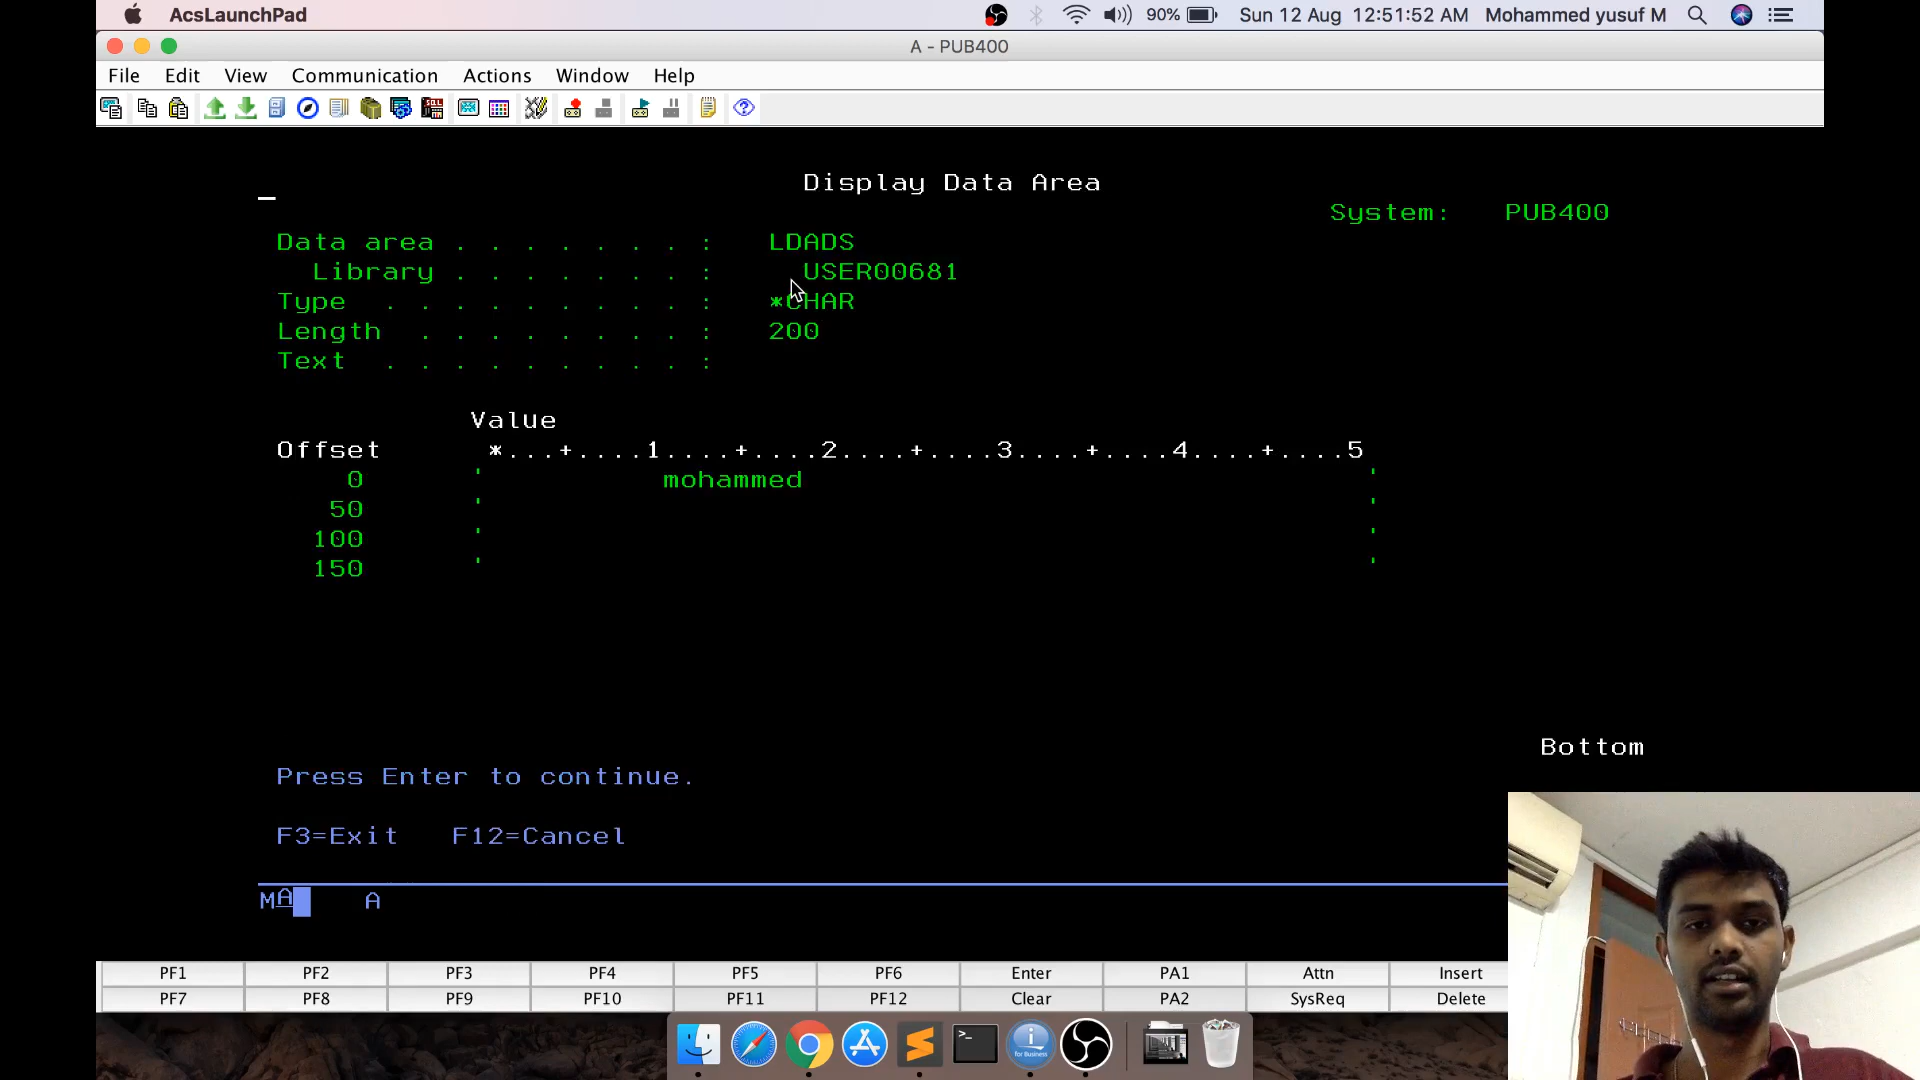 AcsLaunchPad 90% Sun 12 Aug 12:51:52 AM Mohammed yusuf M
A - PUB400
File Edit View Communication Actions Window Help
Display Data Area
System: PUB400
Data area . . . . . . . : LDADS
Library . . . . . . . : USER00681
Type . . . . . . . . . : *CHAR
Length . . . . . . . . : 200
Text . . . . . . . . . :
Value
Offset *...+....1....+....2....+....3....+....4....+....5
0 ' mohammed '
50 ' '
100 ' '
150 ' '
Bottom
Press Enter to continue.
F3=Exit F12=Cancel
MA A
PF1 PF2 PF3 PF4 PF5 PF6 Enter PA1 Attn Insert
PF7 PF8 PF9 PF10 PF11 PF12 Clear PA2 SysReq Delete
i for Business